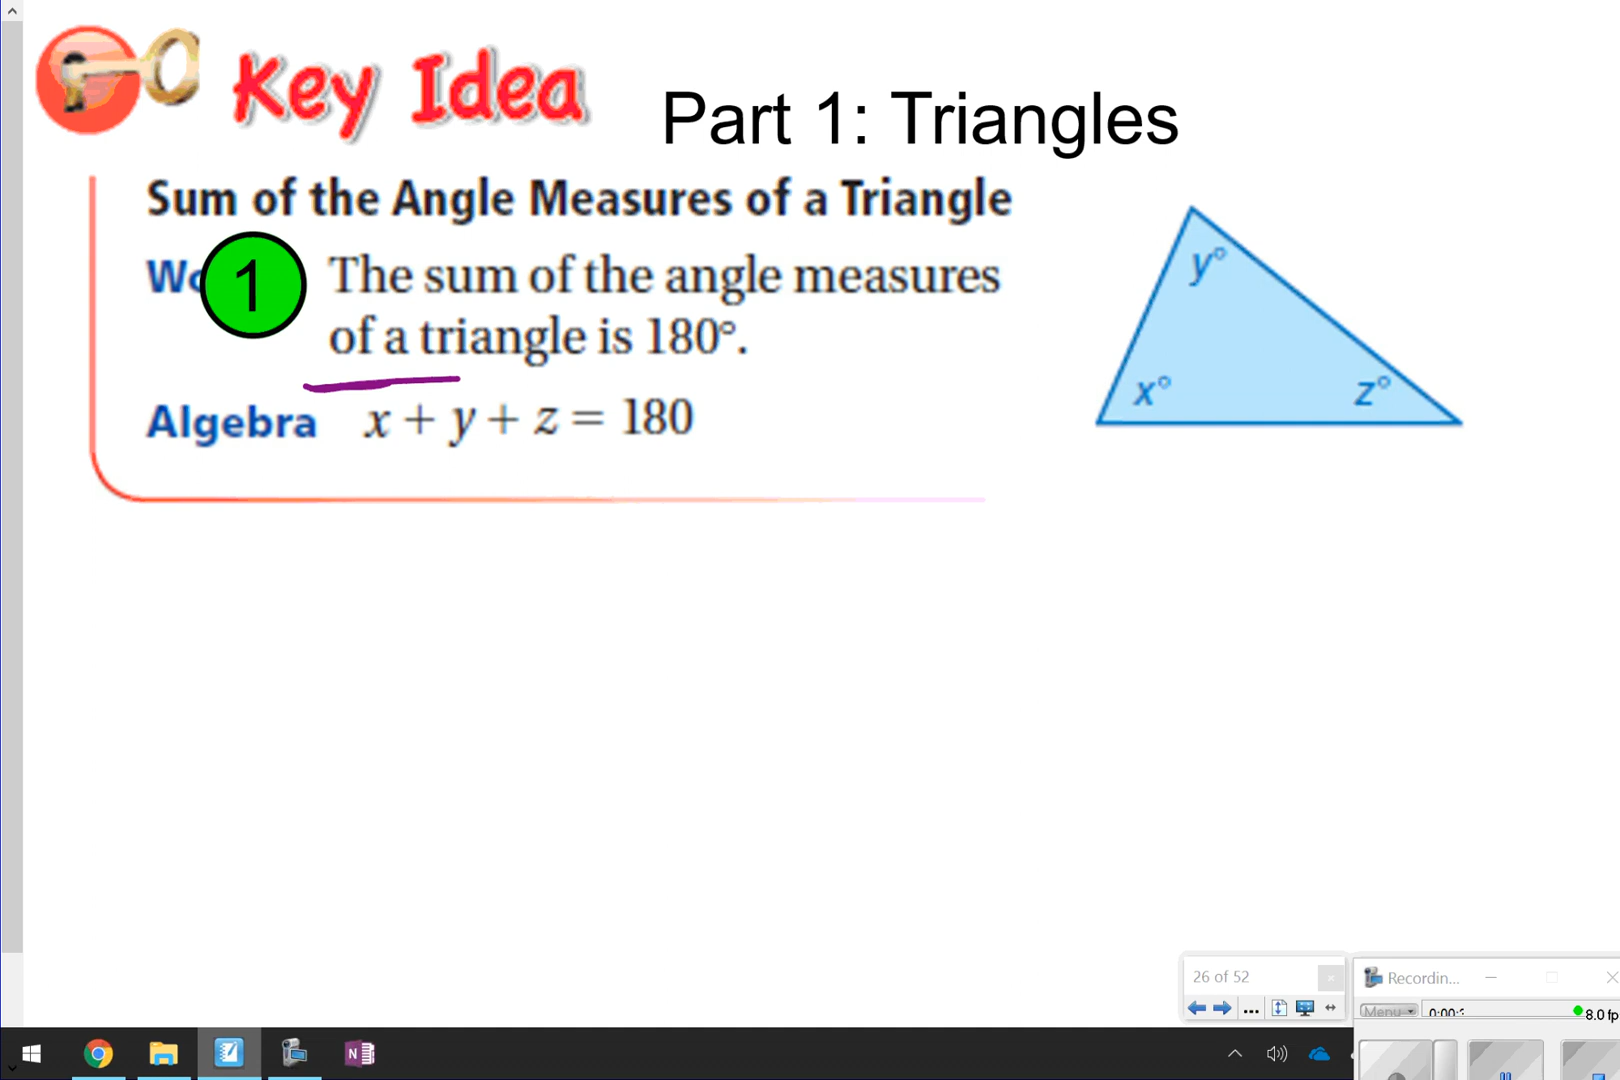 Key Idea
Part 1: Triangles
Sum of the Angle Measures of a Triangle
1
The sum of the angle measures
of a triangle is 180°.
Algebra x + y + z = 180
y°
x°
z°
26 of 52
Recordin...
Menu
8.0 fp
N